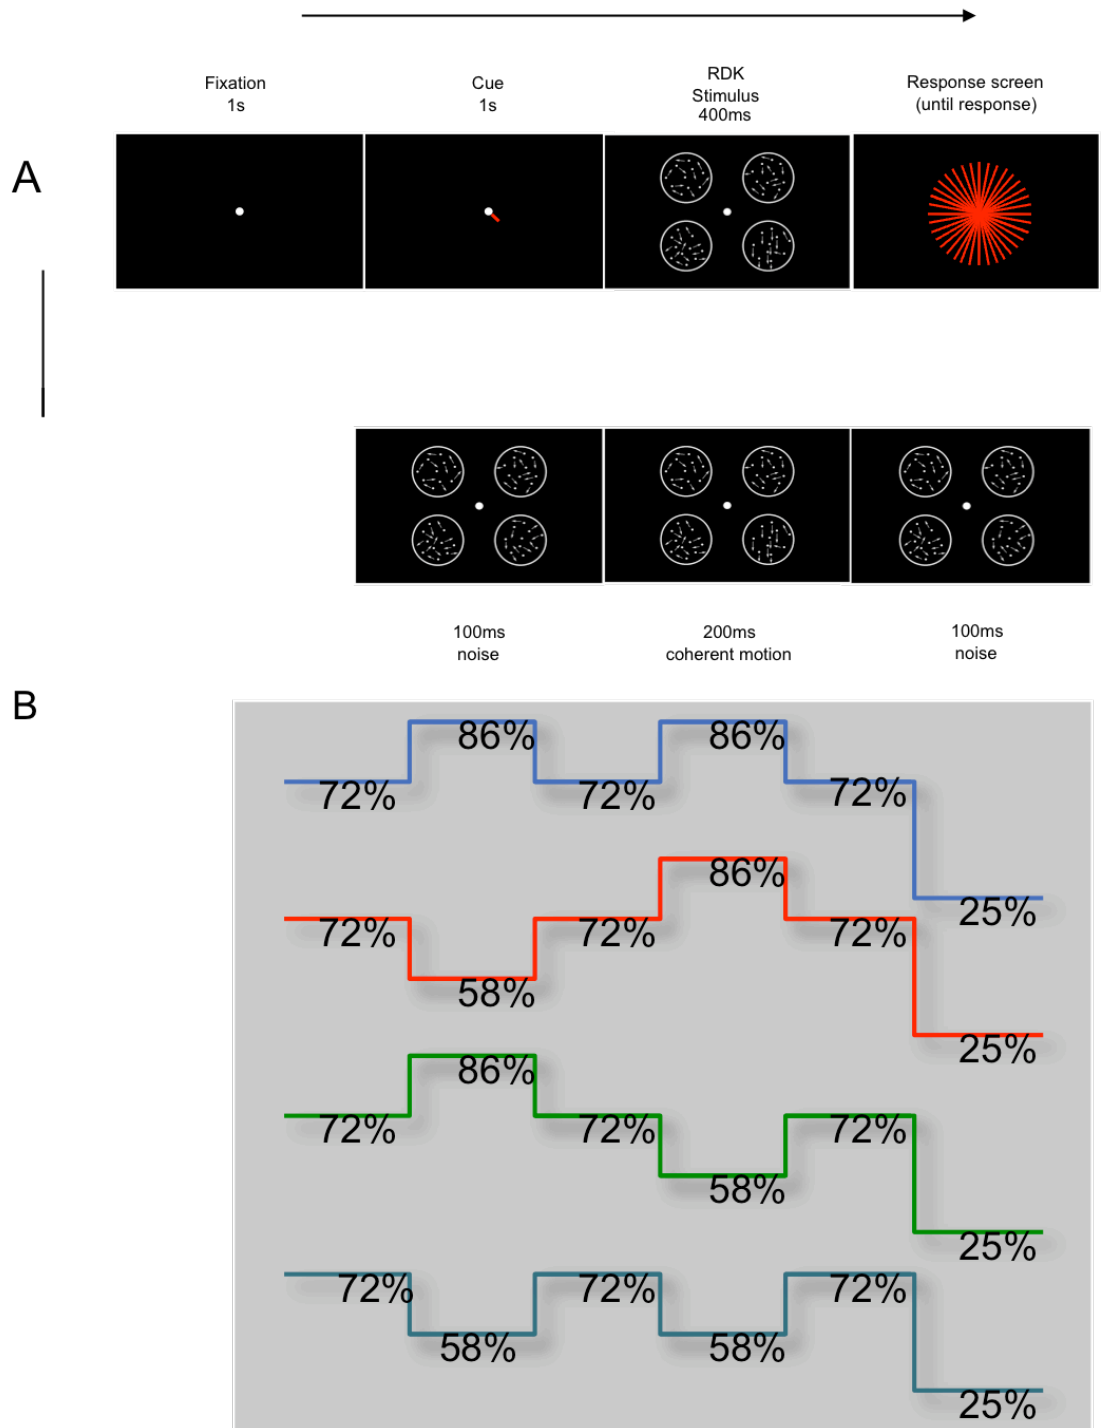 Fixation
1s
Cue
1s
RDK
Stimulus
400ms
Response screen
(until response)
A
100ms
noise
200ms
coherent motion
100ms
noise
B
86% 86%
72% 72% 72%
25%
86%
72% 72% 72%
58%
25%
86%
72% 72% 72%
58%
25%
72% 72% 72%
58% 58%
25%